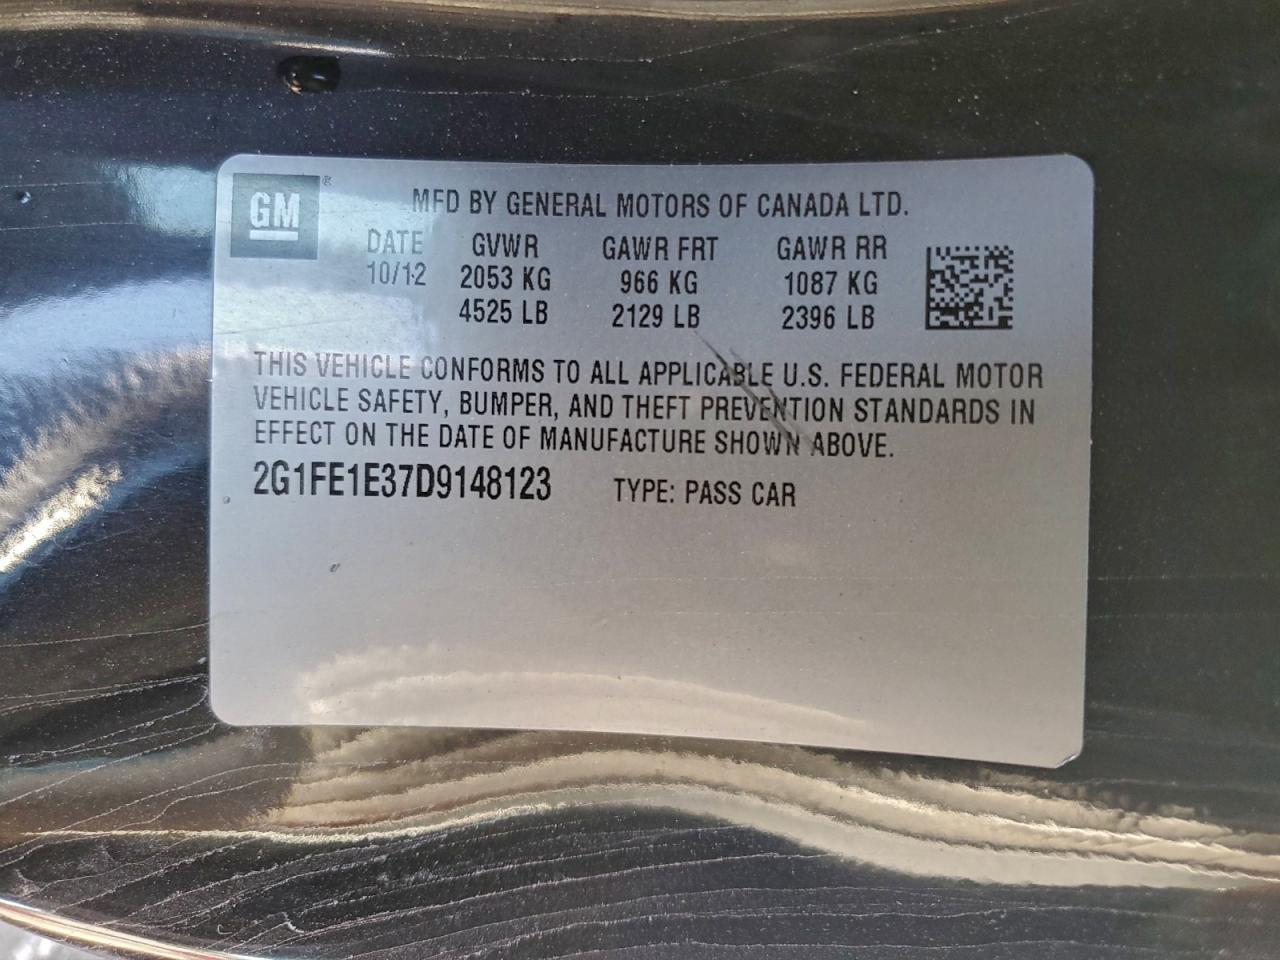 GM ® MFD BY GENERAL MOTORS OF CANADA LTD.
DATE GVWR GAWR FRT GAWR RR
10/12 2053 KG 966 KG 1087 KG
4525 LB 2129 LB 2396 LB
THIS VEHICLE CONFORMS TO ALL APPLICABLE U.S. FEDERAL MOTOR
VEHICLE SAFETY, BUMPER, AND THEFT PREVENTION STANDARDS IN
EFFECT ON THE DATE OF MANUFACTURE SHOWN ABOVE.
2G1FE1E37D9148123 TYPE: PASS CAR